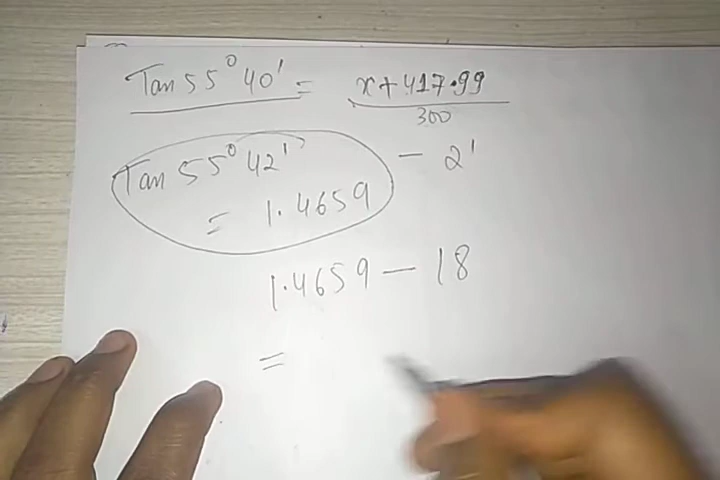 Tan 55° 40' = x + 417.99
300
Tan 55° 42' - 2'
= 1.4659
1.4659 - 18
=